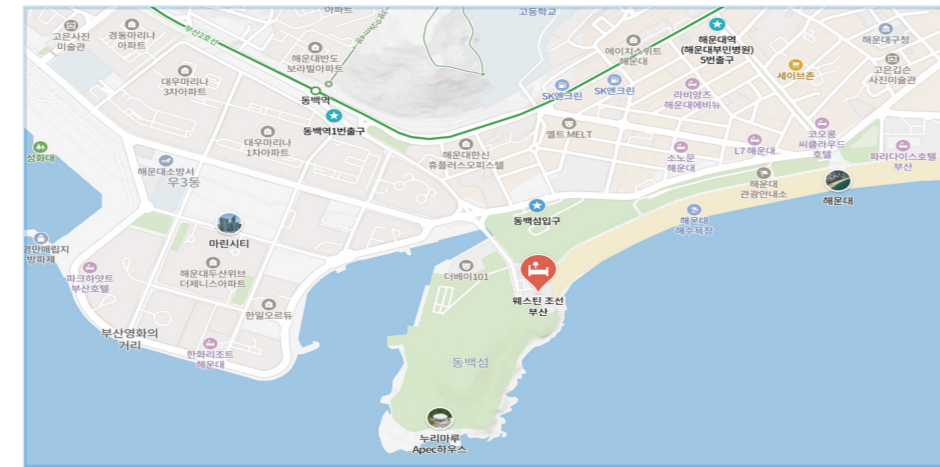 고등학교
아파트
고은사진
미술관
경동마리나
아파트
부산2호선
해운대반도
보라빌아파트
에이치스위트
해운대
해운대역
(해운대부민병원)
5번출구
해운대구청
대우마리나
3차아파트
동백역
SK엔크린
SK엔크린
라비앙즈
해운대에비뉴
세이브존
고은깁슨
사진미술관
동백역1번출구
멜트 MELT
성화대
대우마리나
1차아파트
해운대한신
휴플러스오피스텔
소노문
해운대
L7 해운대..
코오롱
씨클라우드
호텔
파라다이스호텔
부산
해운대소방서
우3동
해운대
관광안내소
해운대
동백섬입구
해운대
해수욕장
마린시티
영만매립지
방파제
파크하얏트
부산호텔
해운대두산위브
더제니스아파트
더베이101
웨스틴 조선
부산
한일오르듀
부산영화의
거리
한화리조트
해운대
동백섬
누리마루
Apec하우스